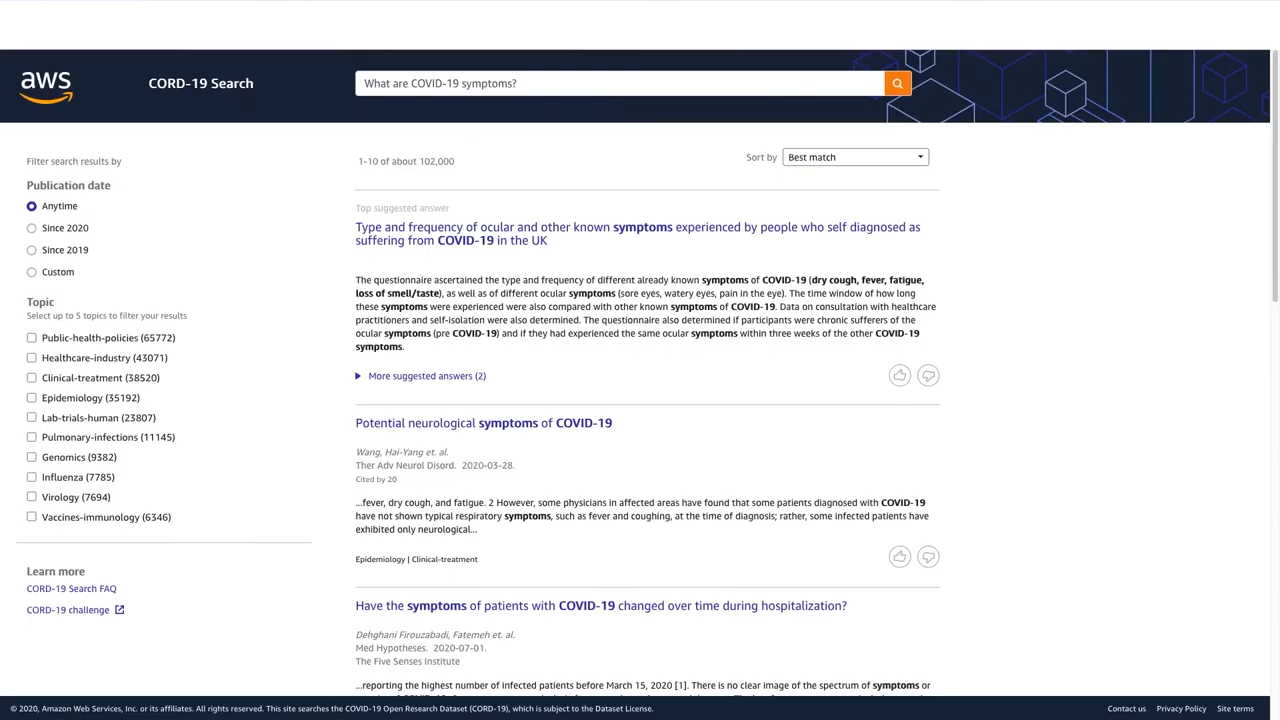 aws
CORD-19 Search
What are COVID-19 symptoms?
Filter search results by
Publication date
Anytime
Since 2020
Since 2019
Custom
Topic
Select up to 5 topics to filter your results
Public-health-policies (65772)
Healthcare-industry (43071)
Clinical-treatment (38520)
Epidemiology (35192)
Lab-trials-human (23807)
Pulmonary-infections (11145)
Genomics (9382)
Influenza (7785)
Virology (7694)
Vaccines-immunology (6346)
Learn more
CORD-19 Search FAQ
CORD-19 challenge
1-10 of about 102,000
Sort by
Best match
Top suggested answer
Type and frequency of ocular and other known symptoms experienced by people who self diagnosed as
suffering from COVID-19 in the UK
The questionnaire ascertained the type and frequency of different already known symptoms of COVID-19 (dry cough, fever, fatigue,
loss of smell/taste), as well as of different ocular symptoms (sore eyes, watery eyes, pain in the eye). The time window of how long
these symptoms were experienced were also compared with other known symptoms of COVID-19. Data on consultation with healthcare
practitioners and self-isolation were also determined. The questionnaire also determined if participants were chronic sufferers of the
ocular symptoms (pre COVID-19) and if they had experienced the same ocular symptoms within three weeks of the other COVID-19
symptoms.
More suggested answers (2)
Potential neurological symptoms of COVID-19
Wang, Hai-Yang et. al.
Ther Adv Neurol Disord. 2020-03-28.
Cited by 20
...fever, dry cough, and fatigue. 2 However, some physicians in affected areas have found that some patients diagnosed with COVID-19
have not shown typical respiratory symptoms, such as fever and coughing, at the time of diagnosis; rather, some infected patients have
exhibited only neurological...
Epidemiology | Clinical-treatment
Have the symptoms of patients with COVID-19 changed over time during hospitalization?
Dehghani Firouzabadi, Fatemeh et. al.
Med Hypotheses. 2020-07-01.
The Five Senses Institute
...reporting the highest number of infected patients before March 15, 2020 [1]. There is no clear image of the spectrum of symptoms or
© 2020, Amazon Web Services, Inc. or its affiliates. All rights reserved. This site searches the COVID-19 Open Research Dataset (CORD-19), which is subject to the Dataset License.
Contact us
Privacy Policy
Site terms